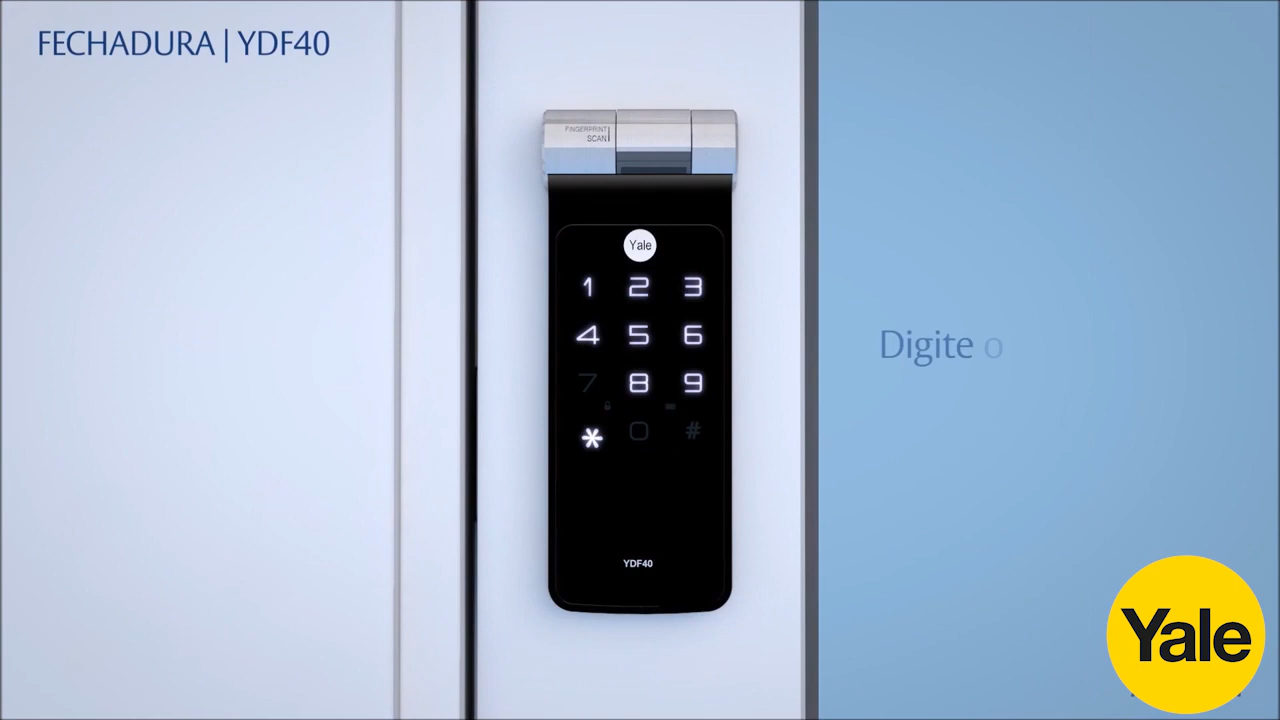 FECHADURA | YDF40
FINGERPRINT
SCAN
Yale
1 2 3
4 5 6
7 8 9
* 0 #
YDF40
Digite o
Yale